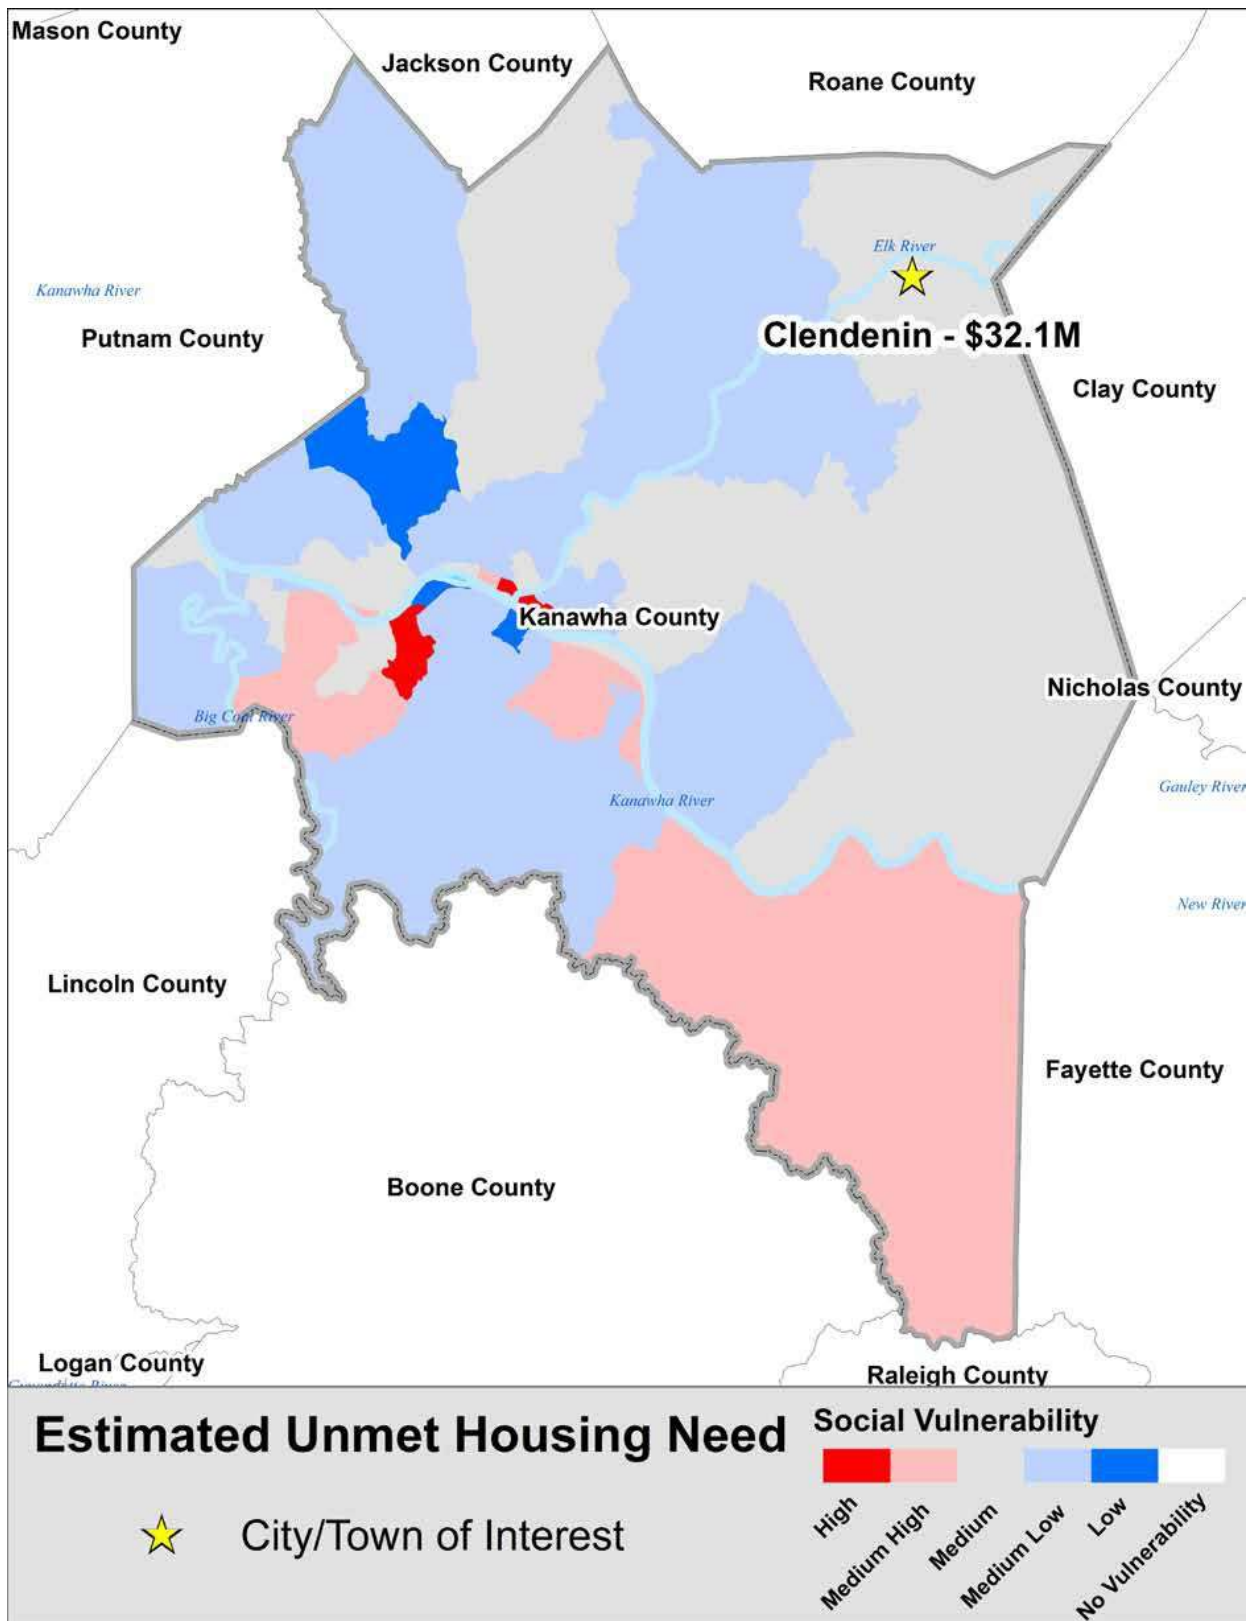 Mason County
Jackson County
Roane County
Elk River
Kanawha River
Putnam County
Clendenin - $32.1M
Clay County
Kanawha County
Nicholas County
Big Coal River
Gauley River
Kanawha River
New River
Lincoln County
Fayette County
Boone County
Logan County
Raleigh County
Estimated Unmet Housing Need
City/Town of Interest
Social Vulnerability
High
Medium High
Medium
Medium Low
Low
No Vulnerability